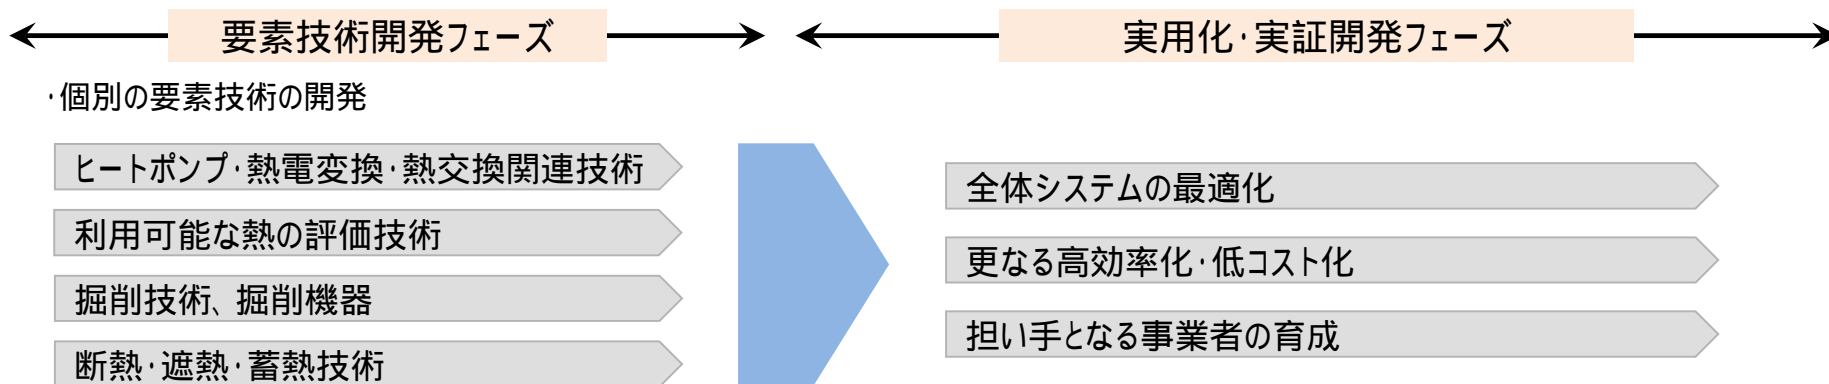 要素技術開発フェーズ
実用化・実証開発フェーズ
・個別の要素技術の開発
ヒートポンプ・熱電変換・熱交換関連技術
利用可能な熱の評価技術
掘削技術、掘削機器
断熱・遮熱・蓄熱技術
全体システムの最適化
更なる高効率化・低コスト化
担い手となる事業者の育成